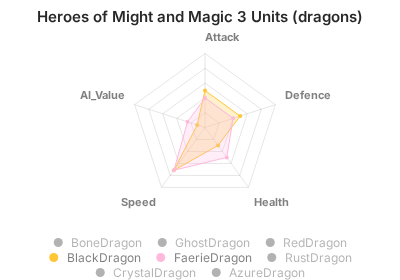 Heroes of Might and Magic 3 Units (dragons)
Attack
AI_Value
Defence
Speed
Health
BoneDragon GhostDragon RedDragon
BlackDragon FaerieDragon RustDragon
CrystalDragon AzureDragon